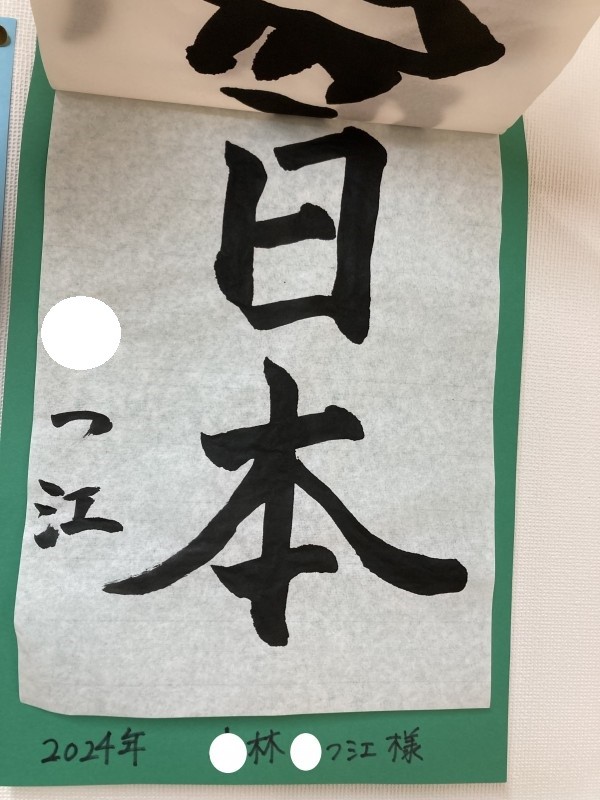 日本
つ江
2024年 林 つ江 様